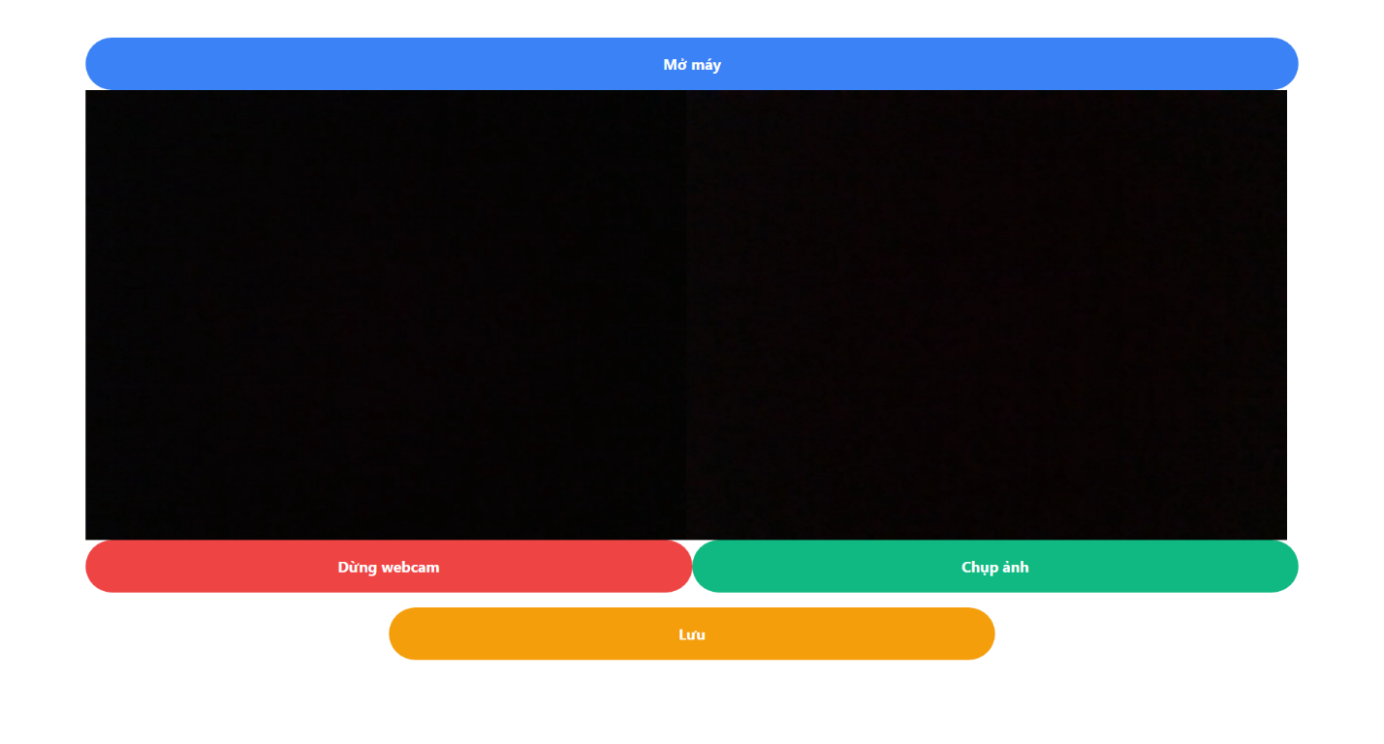 Mở máy
Dừng webcam
Chụp ảnh
Lưu